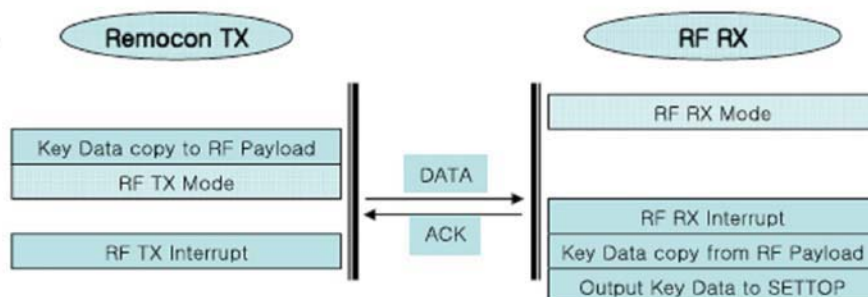 Remocon TX
RF RX
RF RX Mode
Key Data copy to RF Payload
RF TX Mode
DATA
ACK
RF RX Interrupt
RF TX Interrupt
Key Data copy from RF Payload
Output Key Data to SETTOP